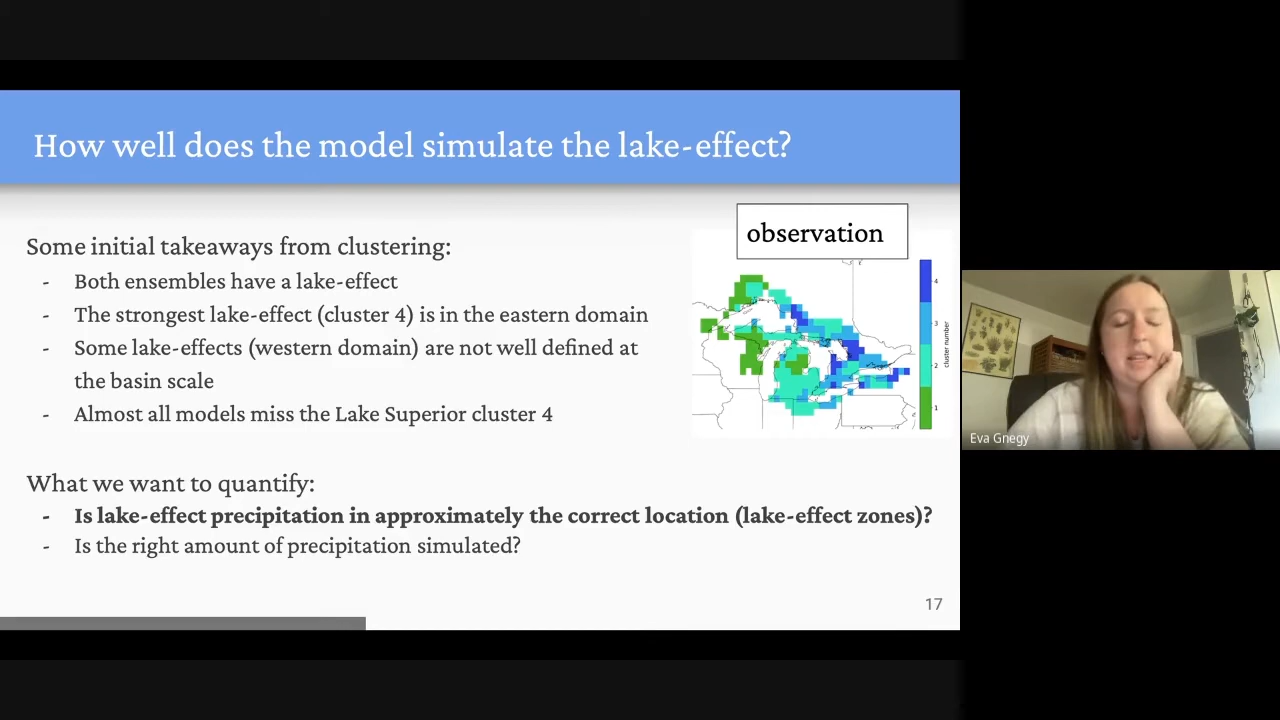 How well does the model simulate the lake-effect?
observation
Some initial takeaways from clustering:
- Both ensembles have a lake-effect
- The strongest lake-effect (cluster 4) is in the eastern domain
- Some lake-effects (western domain) are not well defined at
the basin scale
- Almost all models miss the Lake Superior cluster 4
4
3
2
1
cluster number
Eva Gnegy
What we want to quantify:
- Is lake-effect precipitation in approximately the correct location (lake-effect zones)?
- Is the right amount of precipitation simulated?
17